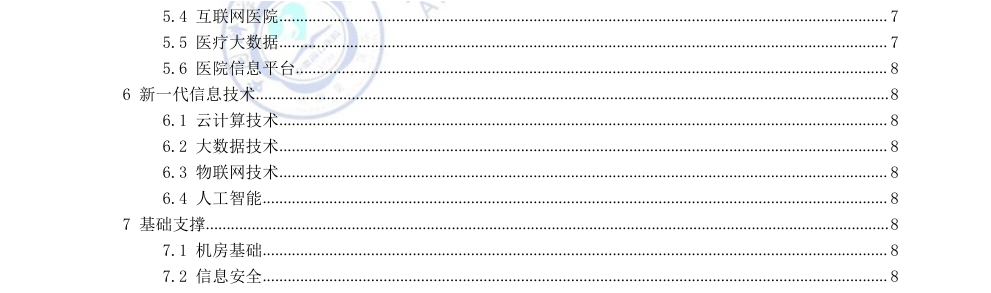 5.4 互联网医院........................................................................7
5.5 医疗大数据........................................................................7
5.6 医院信息平台......................................................................8
6 新一代信息技术......................................................................8
6.1 云计算技术........................................................................8
6.2 大数据技术........................................................................8
6.3 物联网技术........................................................................8
6.4 人工智能..........................................................................8
7 基础支撑............................................................................8
7.1 机房基础..........................................................................8
7.2 信息安全..........................................................................8